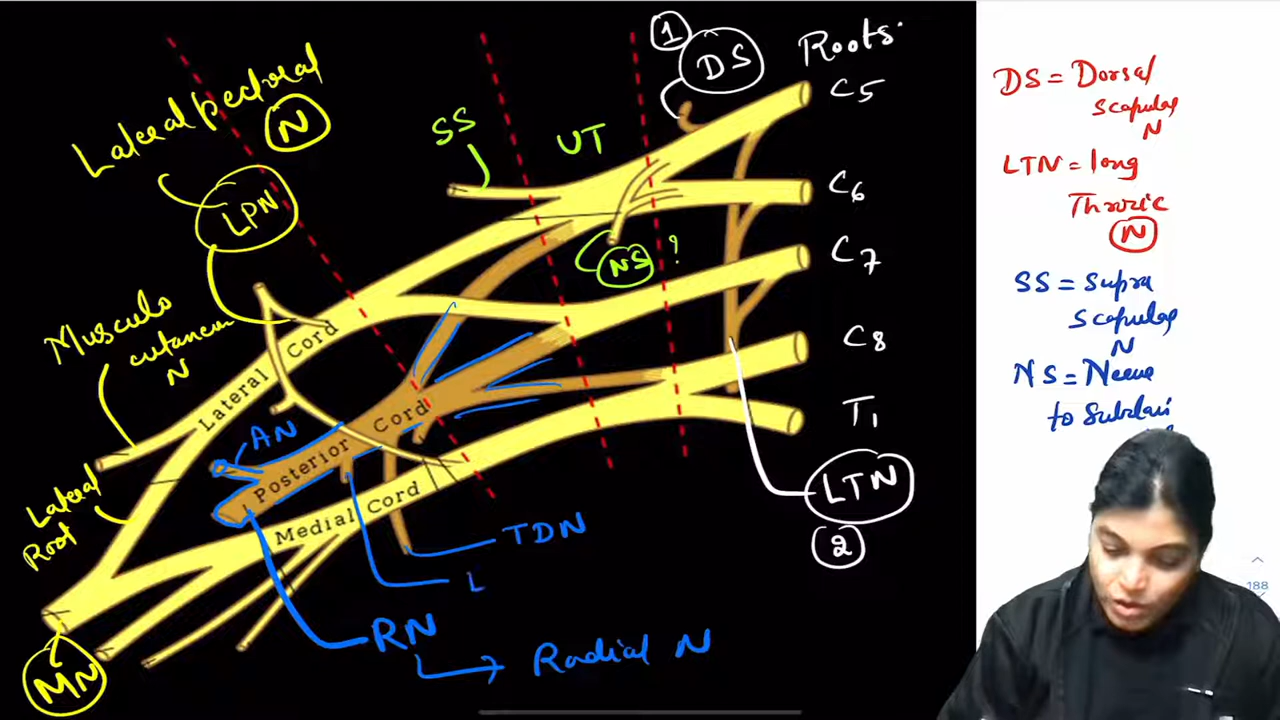 1
DS
Roots
C5
C6
C7
C8
T1
SS
UT
NS ?
Lateral pectoral
N
LPN
Musculo
cutaneous
N
Lateral Cord
Posterior Cord
Medial Cord
AN
Lateral
Root
MN
TDN
L
RN
Radial N
LTN
2
DS = Dorsal
Scapular
N
LTN = long
Throric
N
SS = Supra
Scapular
N
NS = Nerve
to Subclavi
188